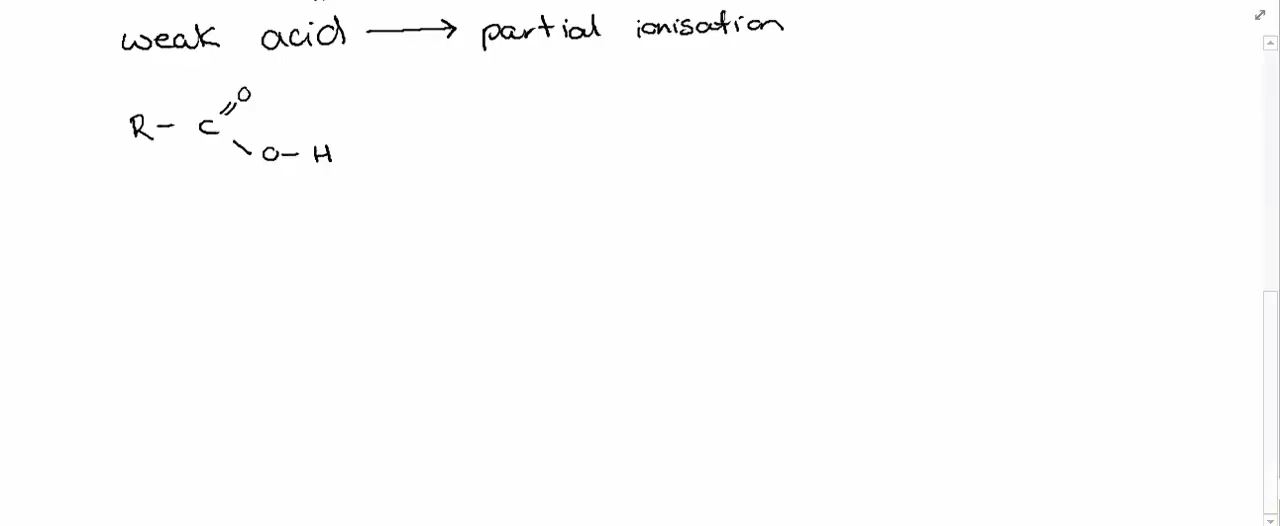 weak acid → partial ionisation
O
R - C
O - H